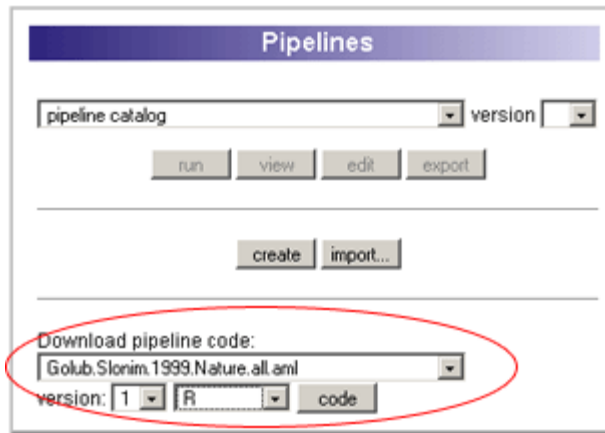 Pipelines
pipeline catalog version
run view edit export
create import...
Download pipeline code:
Golub.Slonim.1999.Nature.all.aml
version: 1 R code